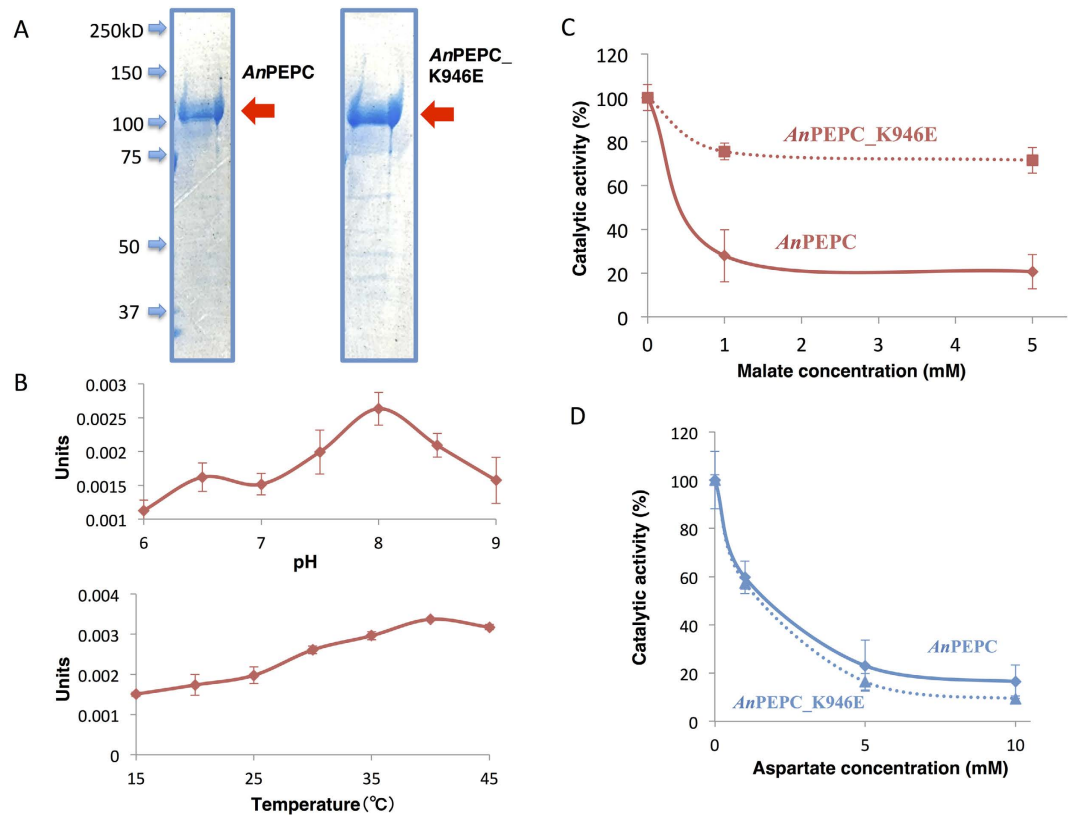 A
250kD
150
100
75
50
37
AnPEPC
AnPEPC_
K946E
B
0.003
0.0025
0.002
0.0015
0.001
Units
6
7
8
9
pH
0.004
0.003
0.002
0.001
0
Units
15
25
35
45
Temperature(℃)
C
120
100
80
60
40
20
0
Catalytic activity (%)
AnPEPC_K946E
AnPEPC
0
1
2
3
4
5
Malate concentration (mM)
D
120
100
80
60
40
20
0
Catalytic activity (%)
AnPEPC
AnPEPC_K946E
0
5
10
Aspartate concentration (mM)